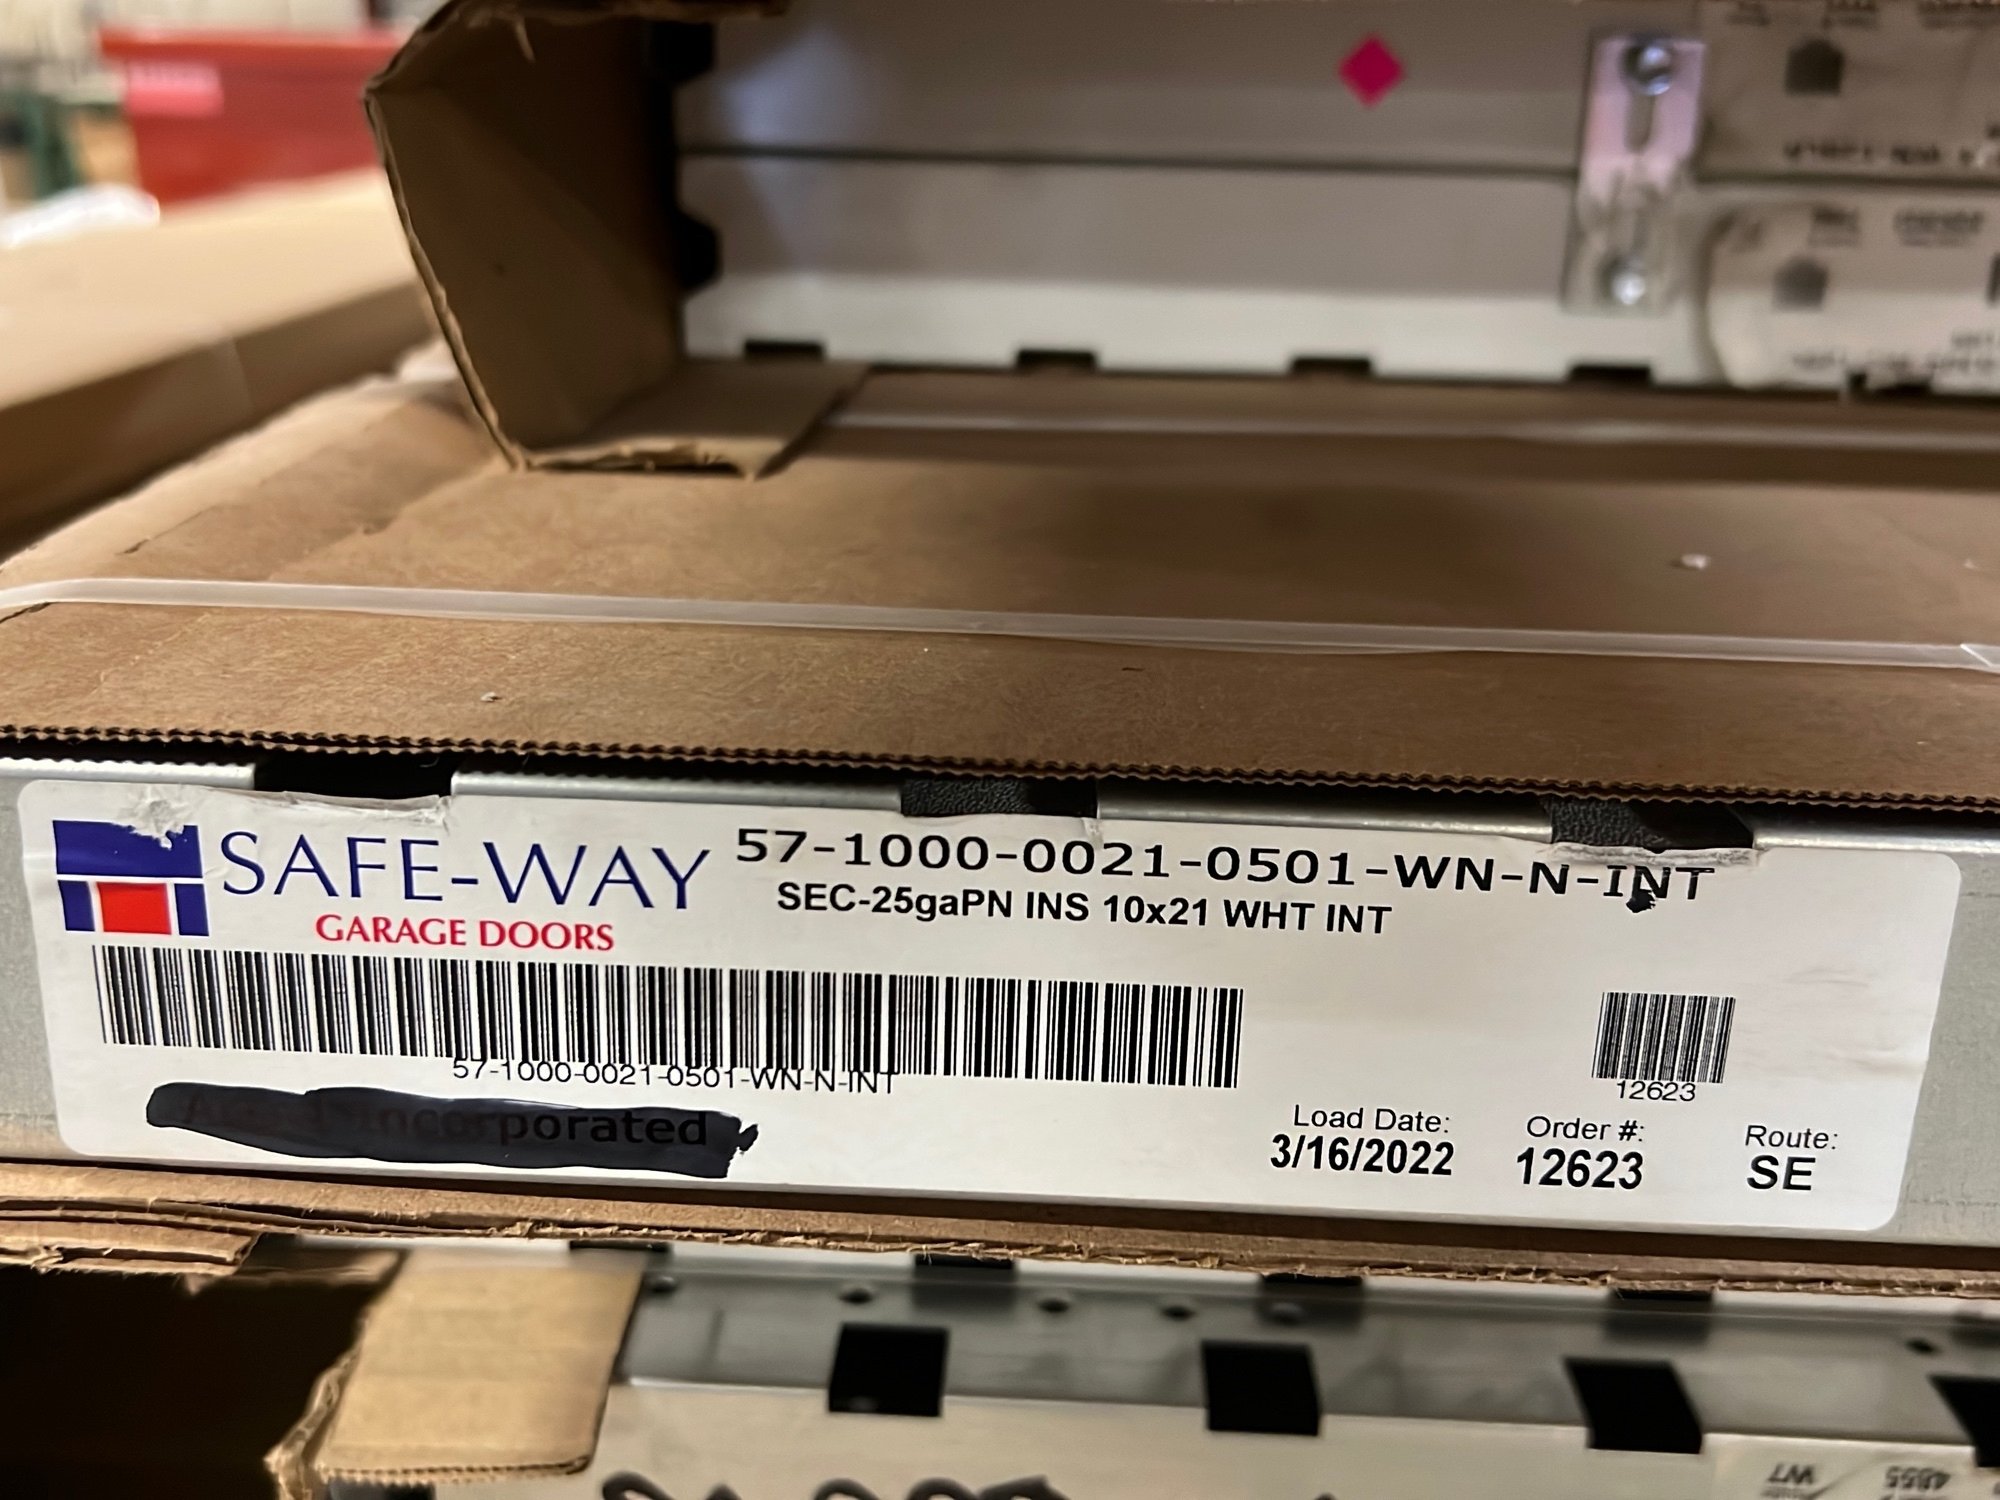 SAFE-WAY
GARAGE DOORS
57-1000-0021-0501-WN-N-INT
SEC-25gaPN INS 10x21 WHT INT
57-1000-0021-0501-WN-N-INT
12623
Incorporated
Load Date:
3/16/2022
Order #:
12623
Route:
SE